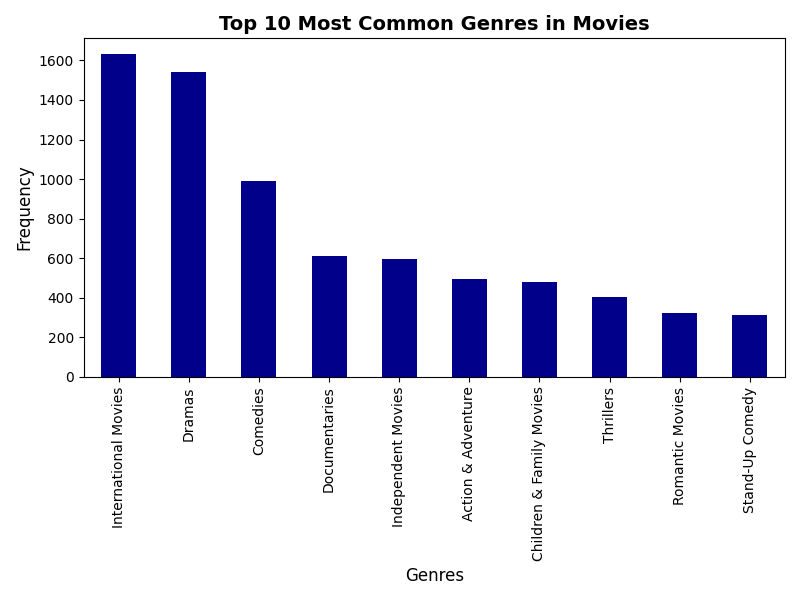 Top 10 Most Common Genres in Movies
Frequency
1600
1400
1200
1000
800
600
400
200
0
International Movies
Dramas
Comedies
Documentaries
Independent Movies
Action & Adventure
Children & Family Movies
Thrillers
Romantic Movies
Stand-Up Comedy
Genres